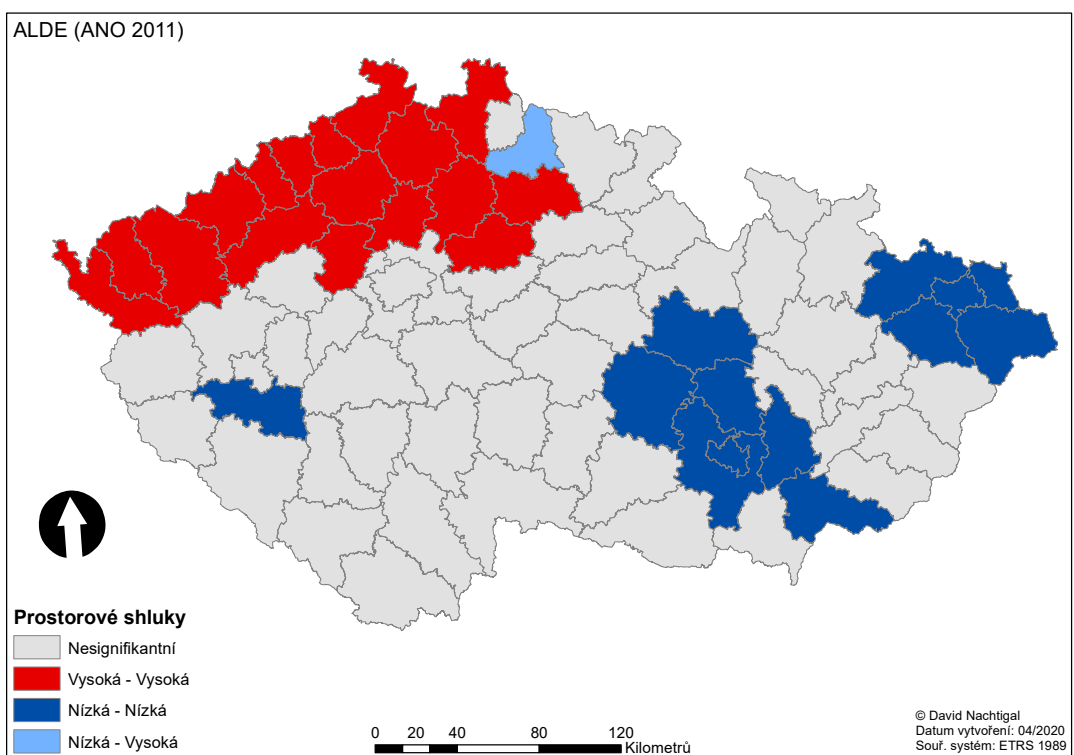 ALDE (ANO 2011)
Prostorové shluky
Nesignifikantní
Vysoká - Vysoká
Nízká - Nízká
Nízká - Vysoká
0 20 40 80 120
Kilometrů
© David Nachtigal
Datum vytvoření: 04/2020
Souř. systém: ETRS 1989